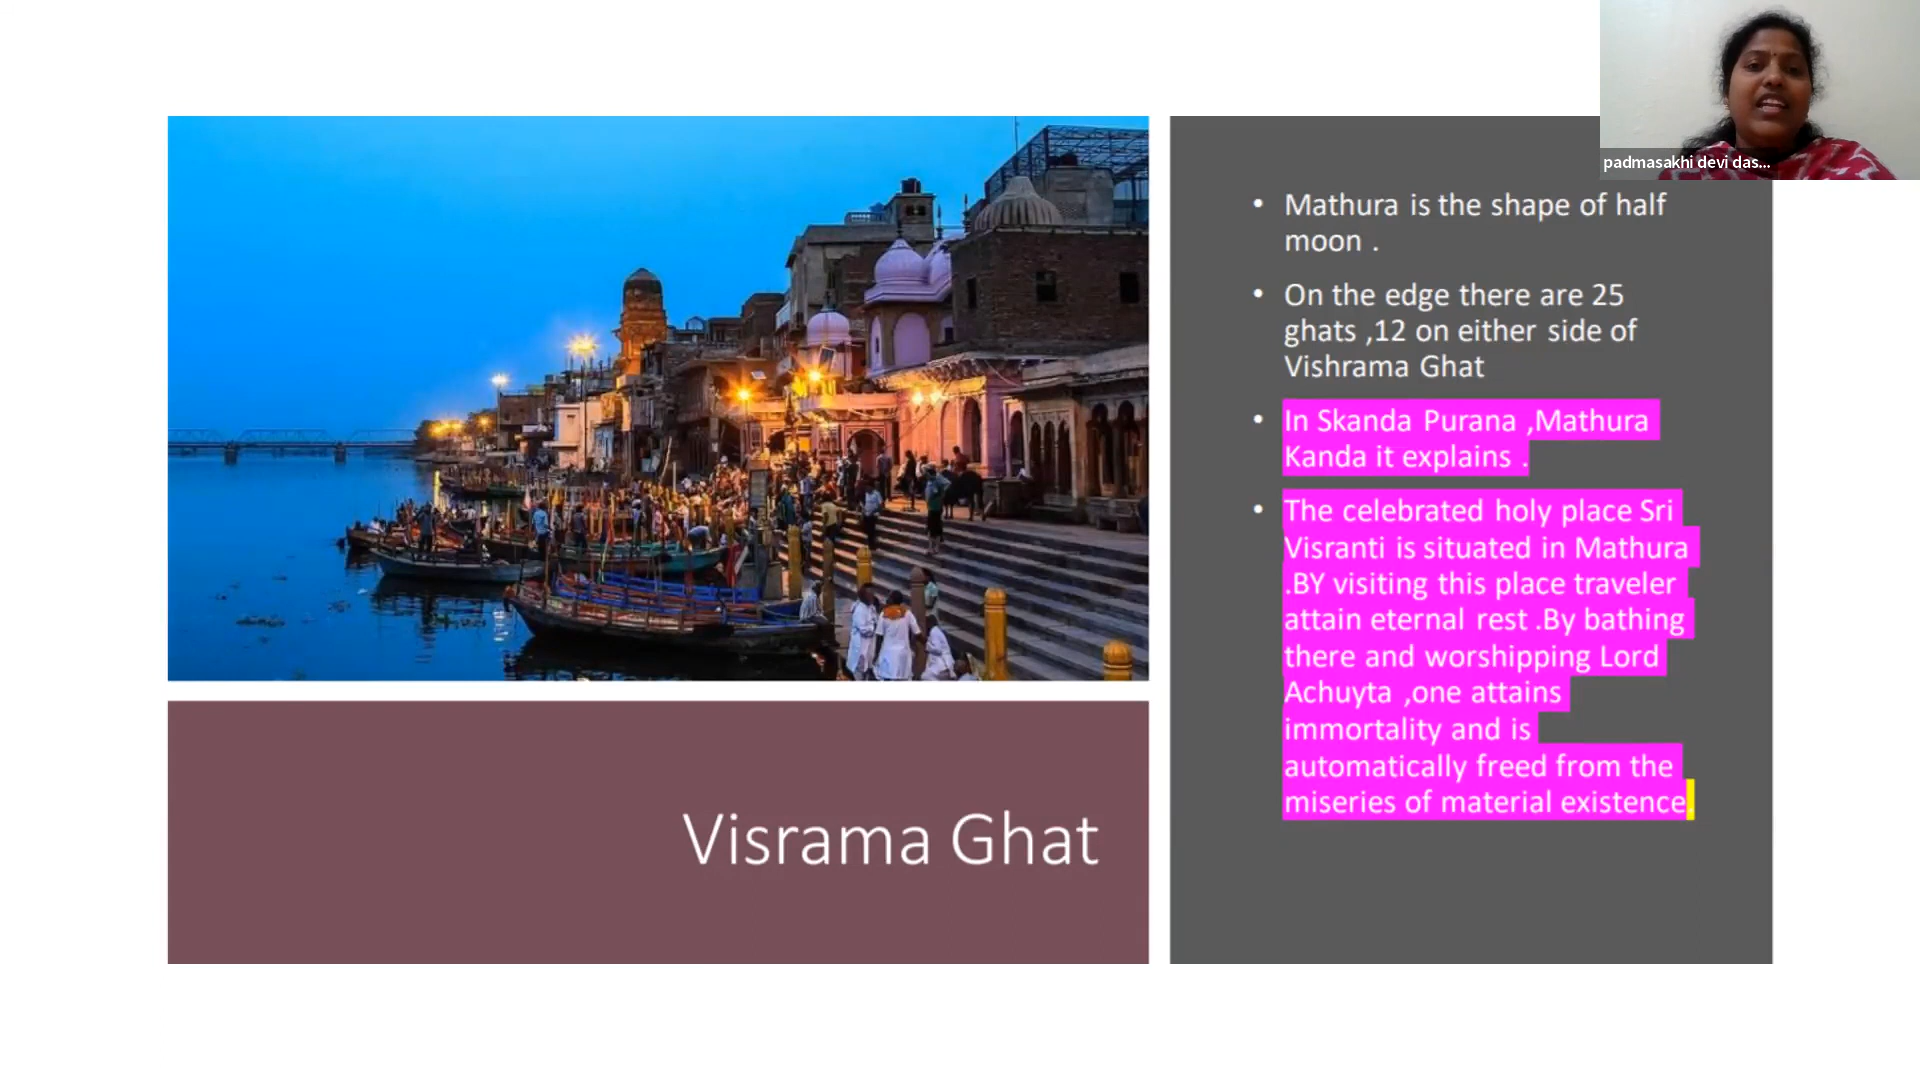 padmasakhi devi das...
• Mathura is the shape of half
moon .
• On the edge there are 25
ghats ,12 on either side of
Vishrama Ghat
• In Skanda Purana ,Mathura
Kanda it explains .
• The celebrated holy place Sri
Visranti is situated in Mathura
.BY visiting this place traveler
attain eternal rest .By bathing
there and worshipping Lord
Achuyta ,one attains
immortality and is
automatically freed from the
miseries of material existence.
Visrama Ghat